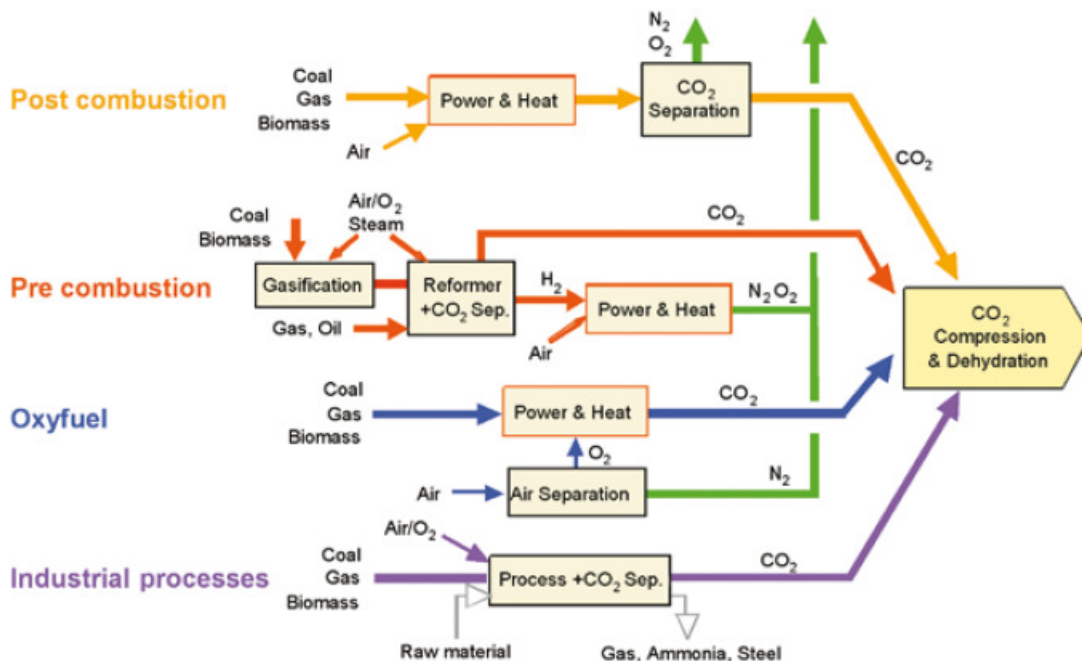 N₂
O₂
Coal
Gas
Biomass
Post combustion
Power & Heat
CO₂
Separation
Air
CO₂
Air/O₂
Steam
Coal
Biomass
CO₂
Pre combustion
Gasification
Reformer
+CO₂ Sep.
H₂
Power & Heat
N₂O₂
Gas, Oil
Air
CO₂
Compression
& Dehydration
Coal
Gas
Biomass
Oxyfuel
Power & Heat
CO₂
O₂
Air
Air Separation
N₂
Air/O₂
Coal
Gas
Biomass
Industrial processes
Process +CO₂ Sep.
CO₂
Raw material
Gas, Ammonia, Steel